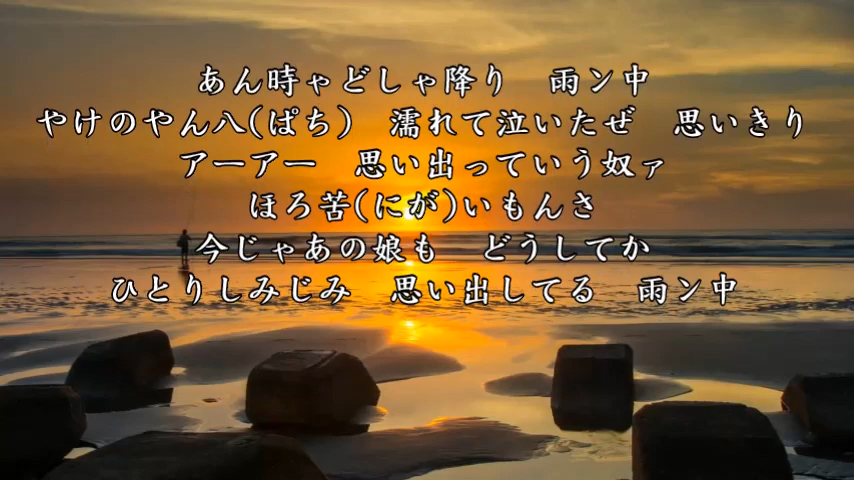 あん時ゃどしゃ降り　雨ン中
やけのやん八(ぱち)　濡れて泣いたぜ　思いきり
アーアー　思い出っていう奴ァ
ほろ苦(にが)いもんさ
今じゃあの娘も　どうしてか
ひとりしみじみ　思い出してる　雨ン中